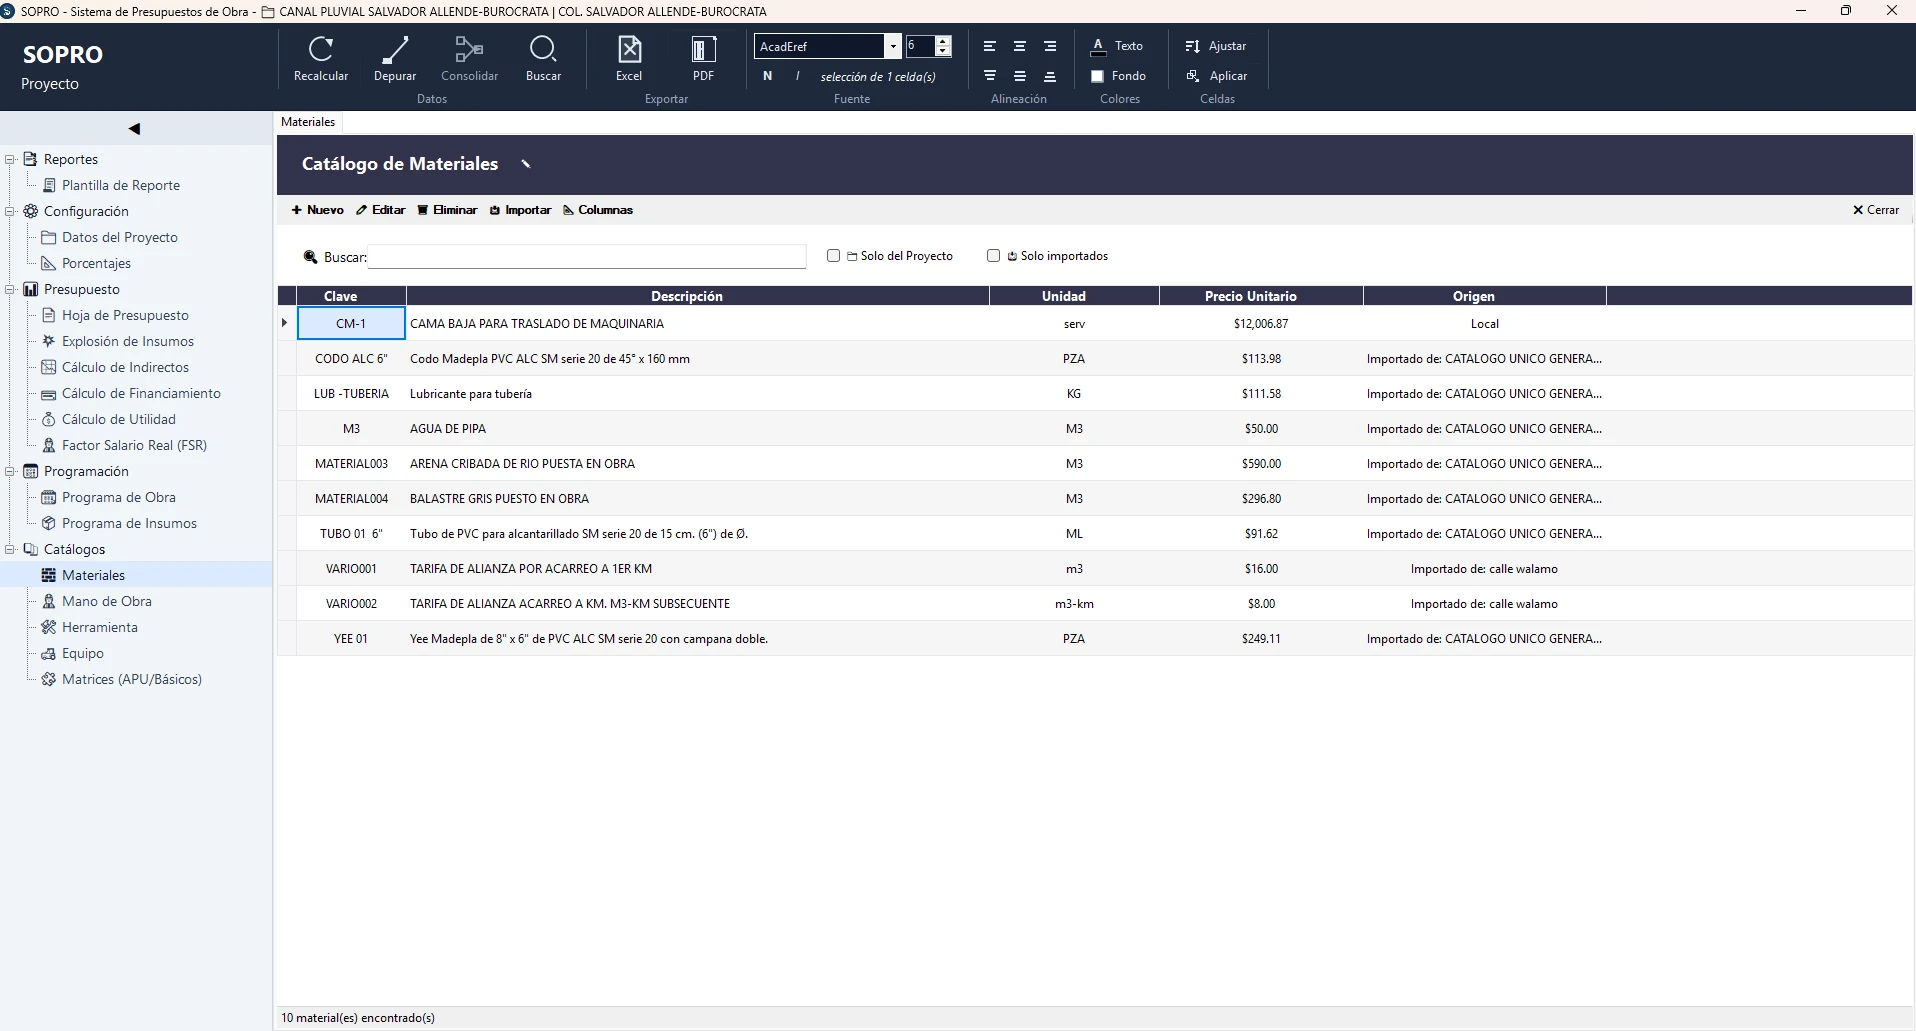 SOPRO - Sistema de Presupuestos de Obra - CANAL PLUVIAL SALVADOR ALLENDE-BUROCRATA | COL. SALVADOR ALLENDE-BUROCRATA
SOPRO
Proyecto
Recalcular
Depurar
Consolidar
Buscar
Datos
Excel
PDF
Exportar
AcadEref 6
N I selección de 1 celda(s)
Fuente
Alineación
A Texto
Fondo
Colores
Ajustar
Aplicar
Celdas
Reportes
Plantilla de Reporte
Configuración
Datos del Proyecto
Porcentajes
Presupuesto
Hoja de Presupuesto
Explosión de Insumos
Cálculo de Indirectos
Cálculo de Financiamiento
Cálculo de Utilidad
Factor Salario Real (FSR)
Programación
Programa de Obra
Programa de Insumos
Catálogos
Materiales
Mano de Obra
Herramienta
Equipo
Matrices (APU/Básicos)
Materiales
Catálogo de Materiales
Nuevo Editar Eliminar Importar Columnas Cerrar
Buscar: Solo del Proyecto Solo importados
Clave Descripción Unidad Precio Unitario Origen
CM-1 CAMA BAJA PARA TRASLADO DE MAQUINARIA serv $12,006.87 Local
CODO ALC 6" Codo Madepla PVC ALC SM serie 20 de 45° x 160 mm PZA $113.98 Importado de: CATALOGO UNICO GENERA...
LUB -TUBERIA Lubricante para tubería KG $111.58 Importado de: CATALOGO UNICO GENERA...
M3 AGUA DE PIPA M3 $50.00 Importado de: CATALOGO UNICO GENERA...
MATERIAL003 ARENA CRIBADA DE RIO PUESTA EN OBRA M3 $590.00 Importado de: CATALOGO UNICO GENERA...
MATERIAL004 BALASTRE GRIS PUESTO EN OBRA M3 $296.80 Importado de: CATALOGO UNICO GENERA...
TUBO 01 6" Tubo de PVC para alcantarillado SM serie 20 de 15 cm. (6") de Ø. ML $91.62 Importado de: CATALOGO UNICO GENERA...
VARIO001 TARIFA DE ALIANZA POR ACARREO A 1ER KM m3 $16.00 Importado de: calle walamo
VARIO002 TARIFA DE ALIANZA ACARREO A KM. M3-KM SUBSECUENTE m3-km $8.00 Importado de: calle walamo
YEE 01 Yee Madepla de 8" x 6" de PVC ALC SM serie 20 con campana doble. PZA $249.11 Importado de: CATALOGO UNICO GENERA...
10 material(es) encontrado(s)